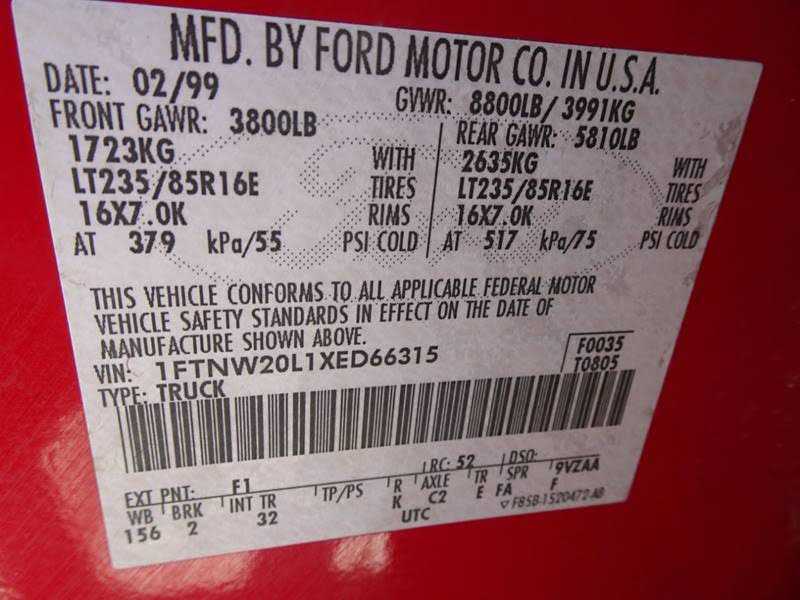 MFD. BY FORD MOTOR CO. IN U.S.A.
DATE: 02/99 GVWR: 8800LB/ 3991KG
FRONT GAWR: 3800LB REAR GAWR: 5810LB
1723KG WITH 2635KG WITH
LT235/85R16E TIRES LT235/85R16E TIRES
16X7.0K RIMS 16X7.0K RIMS
AT 379 kPa/55 PSI COLD AT 517 kPa/75 PSI COLD
THIS VEHICLE CONFORMS TO ALL APPLICABLE FEDERAL MOTOR
VEHICLE SAFETY STANDARDS IN EFFECT ON THE DATE OF
MANUFACTURE SHOWN ABOVE.
VIN: 1FTNW20L1XED66315 F0035
TYPE: TRUCK T0805
EXT PNT: F1 RC: 52 DSO:
WB BRK INT TR TP/PS R AXLE TR SPR 9VZAA
156 2 32 K C2 E FA F
UTC ▽ F85B-1520472-AB